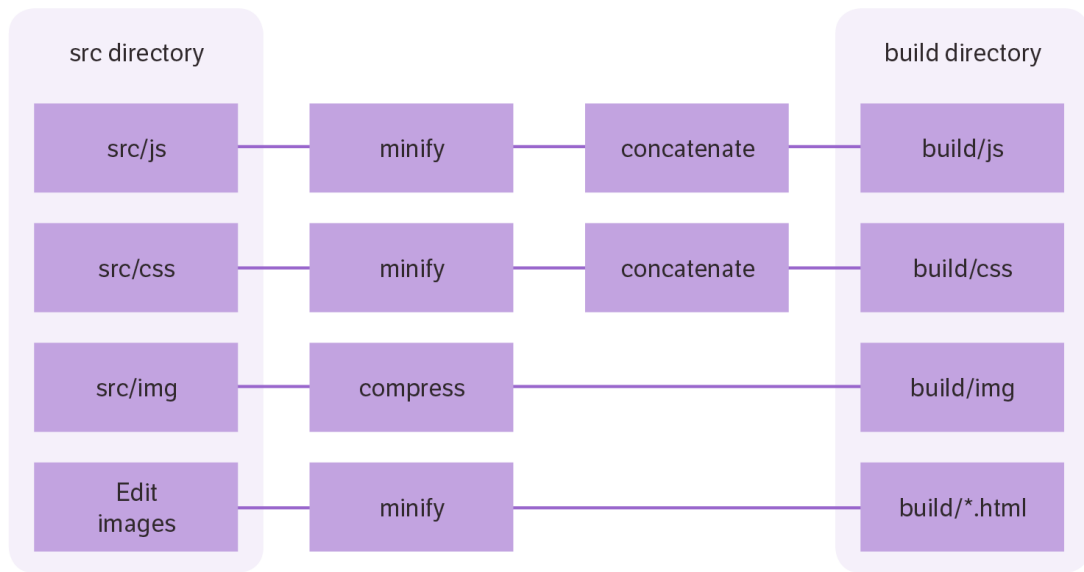 src directory
build directory
src/js
minify
concatenate
build/js
src/css
minify
concatenate
build/css
src/img
compress
build/img
Edit
images
minify
build/*.html